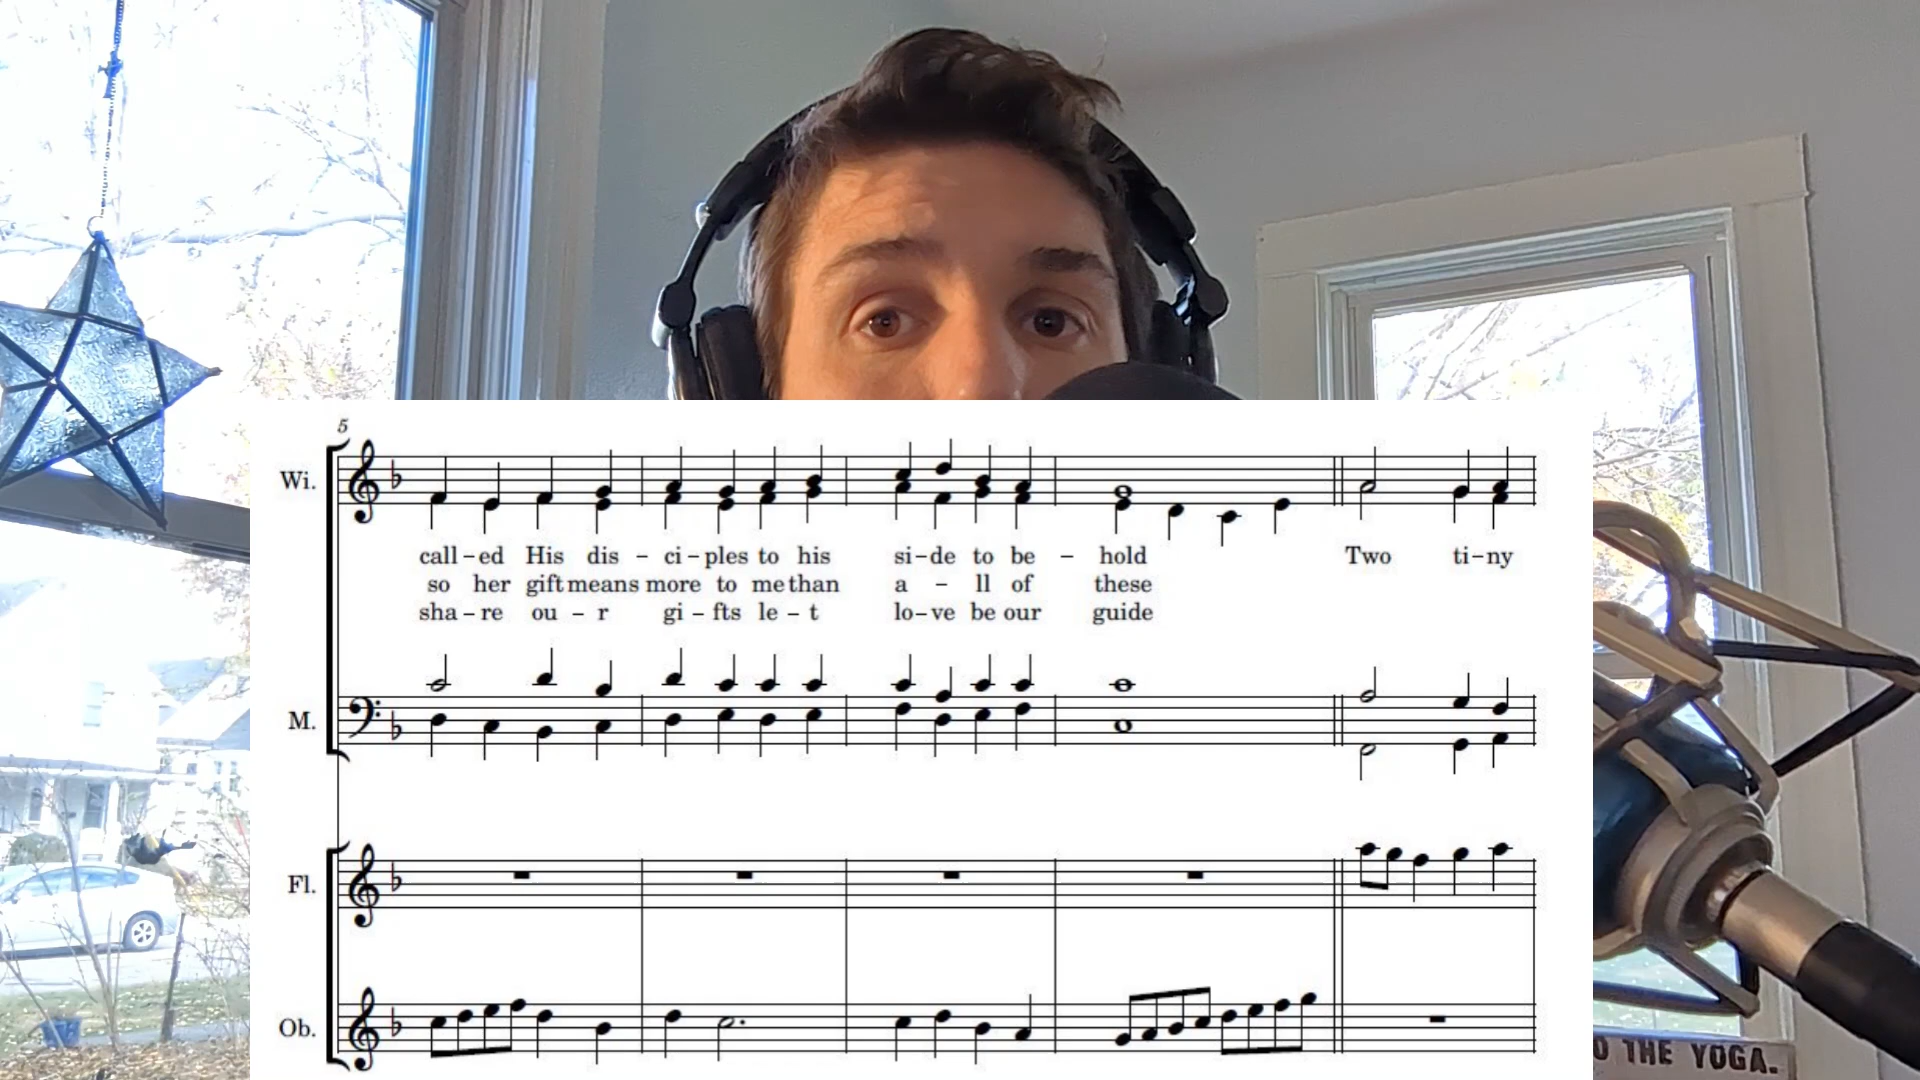 5
Wi.
call – ed His dis – ci – ples to his si – de to be – hold Two ti – ny
so her gift means more to me than a – ll of these
sha – re ou – r gi – fts le – t lo – ve be our guide
M.
Fl.
Ob.
O THE YOGA.